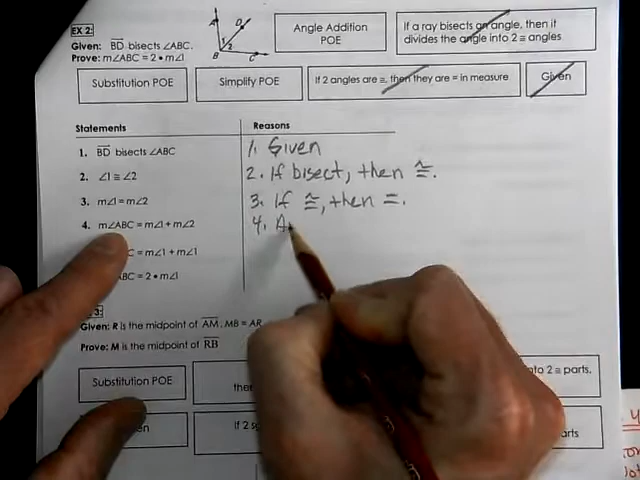 EX 2:
Given: BD bisects ∠ABC.
Prove: m∠ABC = 2 • m∠1
A
D
1
2
B
C
Angle Addition
POE
If a ray bisects an angle, then it
divides the angle into 2 ≅ angles
Substitution POE
Simplify POE
If 2 angles are ≅, then they are = in measure
Given
Statements
Reasons
1. BD bisects ∠ABC
1. Given
2. ∠1 ≅ ∠2
2. If bisect, then ≅.
3. m∠1 = m∠2
3. If ≅, then =.
4. m∠ABC = m∠1 + m∠2
4. A
C = m∠1 + m∠1
ABC = 2 • m∠1
3:
Given: R is the midpoint of AM, MB = AR
Prove: M is the midpoint of RB
Substitution POE
into 2 ≅ parts.
If 2
arts